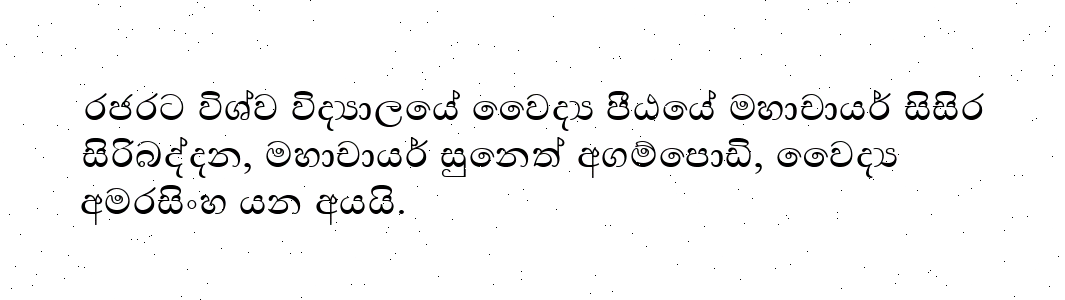 රජරට විශ්ව විද්‍යාලයේ වෛද්‍ය පීඨයේ මහාචාර්ය සිසිර
සිරිබද්දන, මහාචාර්ය සුනෙත් අගම්පොඩි, වෛද්‍ය
අමරසිංහ යන අයයි.